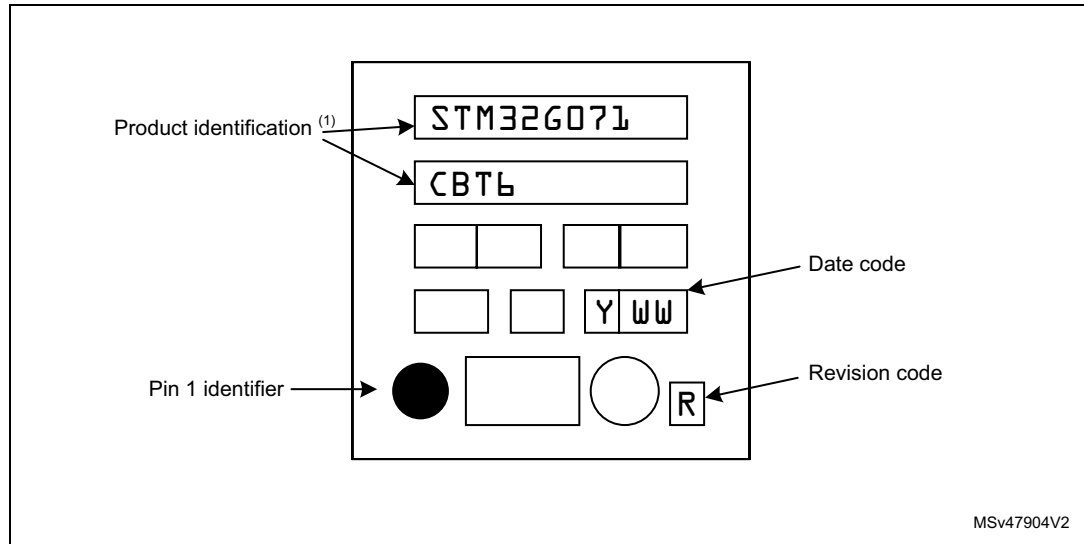 STM32G071
Product identification (1)
CBT6
Date code
Y WW
Pin 1 identifier
Revision code
R
MSv47904V2